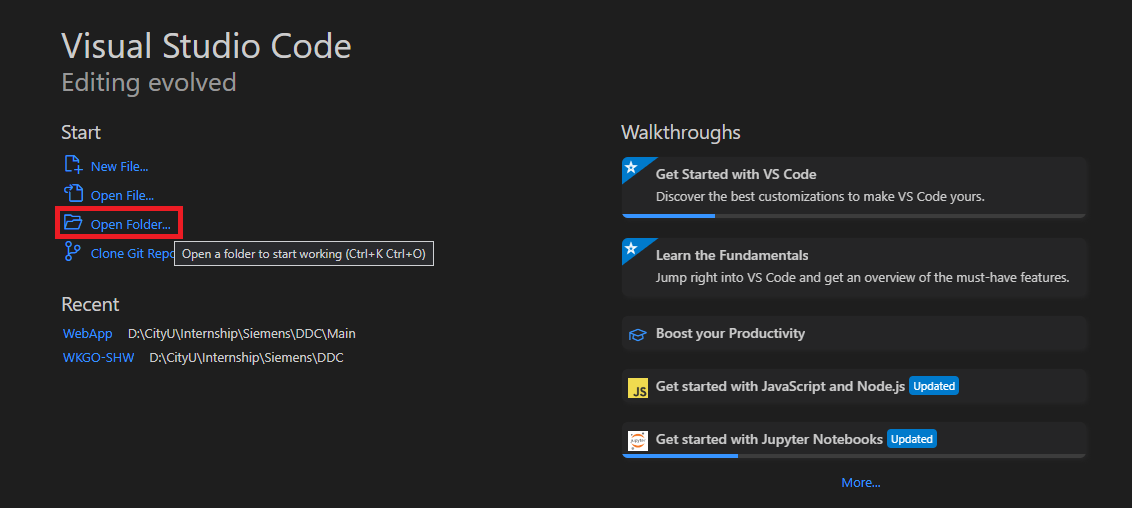 Visual Studio Code
Editing evolved
Start
New File...
Open File...
Open Folder...
Clone Git Repo
Open a folder to start working (Ctrl+K Ctrl+O)
Recent
WebApp D:\CityU\Internship\Siemens\DDC\Main
WKGO-SHW D:\CityU\Internship\Siemens\DDC
Walkthroughs
Get Started with VS Code
Discover the best customizations to make VS Code yours.
Learn the Fundamentals
Jump right into VS Code and get an overview of the must-have features.
Boost your Productivity
JS Get started with JavaScript and Node.js Updated
jupyter Get started with Jupyter Notebooks Updated
More...